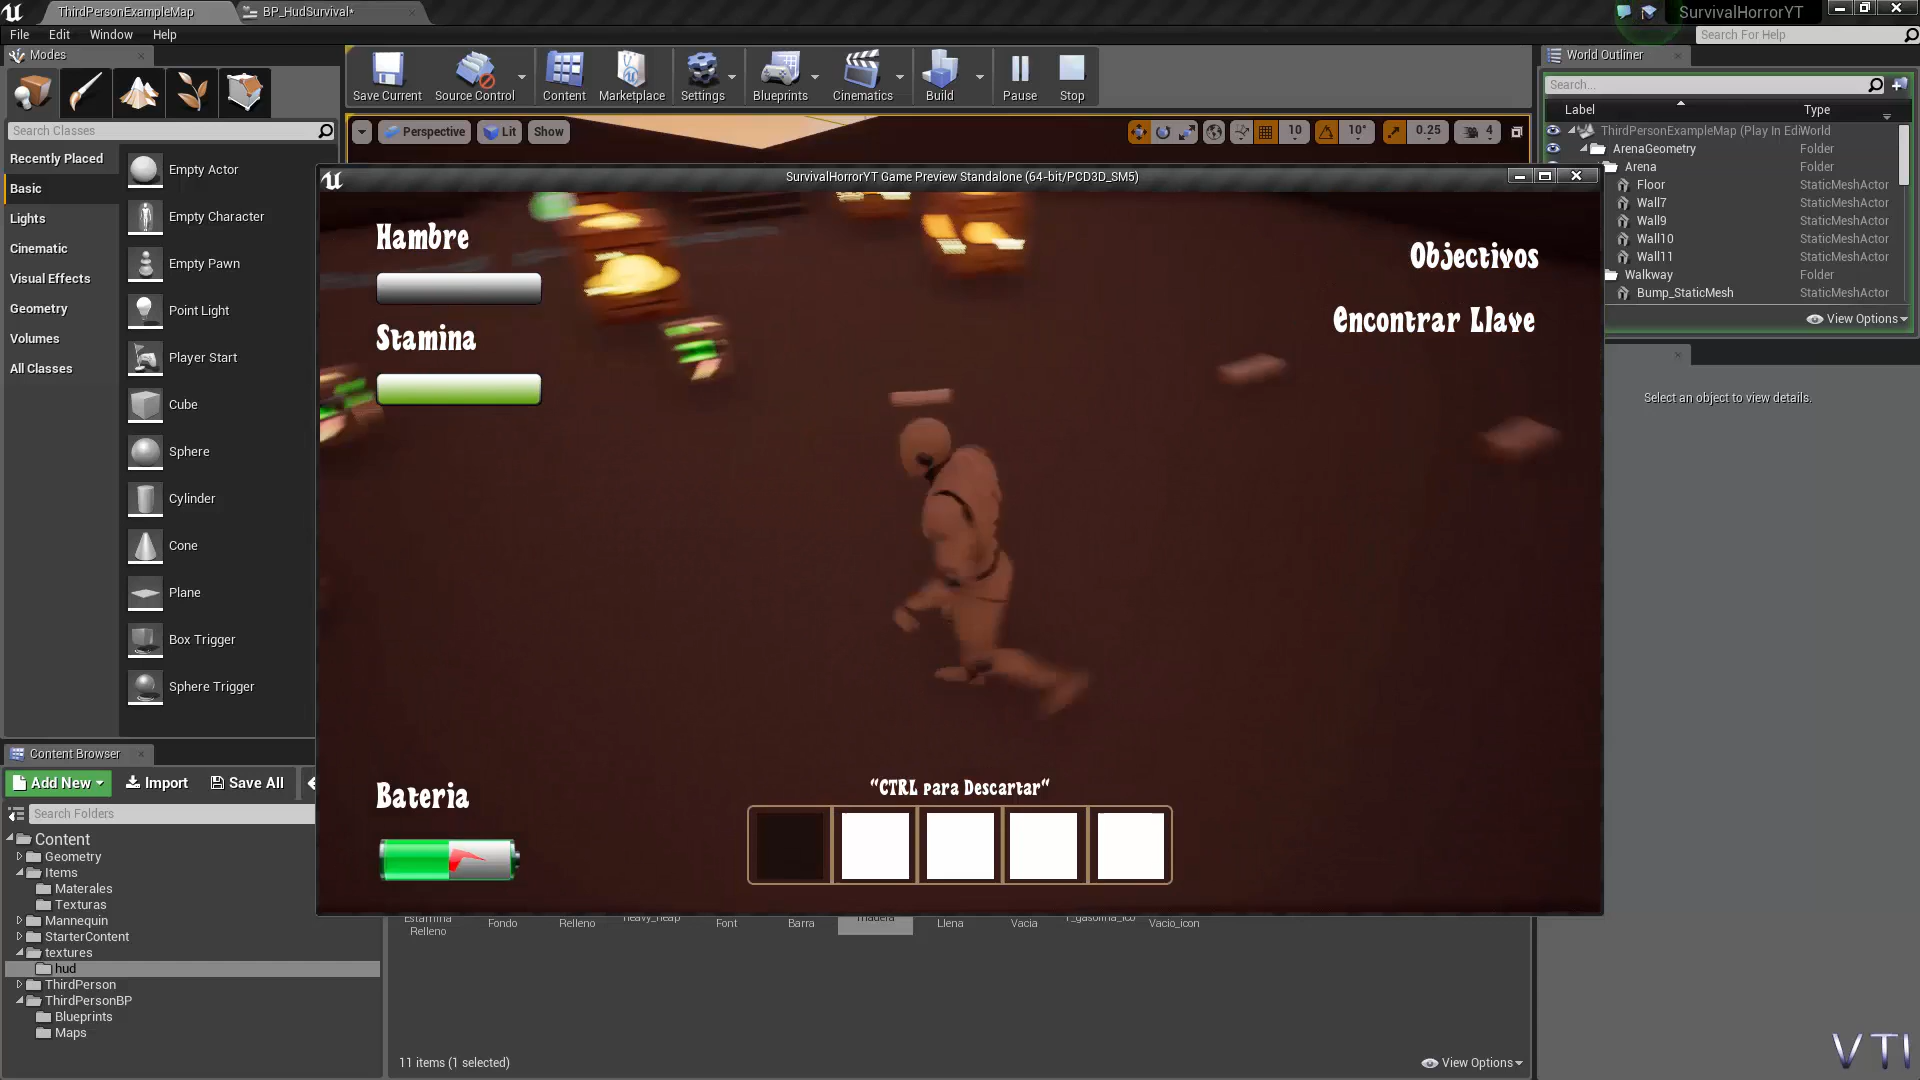 ThirdPersonExampleMap
BP_HudSurvival*
SurvivalHorrorYT
File Edit Window Help
Search For Help
Modes
Save Current
Source Control
Content
Marketplace
Settings
Blueprints
Cinematics
Build
Pause
Stop
World Outliner
Search...
Label Type
ThirdPersonExampleMap (Play In Edi World
ArenaGeometry Folder
Arena Folder
Floor StaticMeshActor
Wall7 StaticMeshActor
Wall9 StaticMeshActor
Wall10 StaticMeshActor
Wall11 StaticMeshActor
Walkway Folder
Bump_StaticMesh StaticMeshActor
View Options
Select an object to view details.
Search Classes
Recently Placed
Basic
Lights
Cinematic
Visual Effects
Geometry
Volumes
All Classes
Empty Actor
Empty Character
Empty Pawn
Point Light
Player Start
Cube
Sphere
Cylinder
Cone
Plane
Box Trigger
Sphere Trigger
Perspective Lit Show
10 10° 0.25 4
SurvivalHorrorYT Game Preview Standalone (64-bit/PCD3D_SM5)
Hambre
Stamina
Objectivos
Encontrar Llave
Bateria
"CTRL para Descartar"
Content Browser
Add New Import Save All
Search Folders
Content
Geometry
Items
Materales
Texturas
Mannequin
StarterContent
textures
hud
ThirdPerson
ThirdPersonBP
Blueprints
Maps
Estamina
Relleno
Fondo
Relleno
Font
Barra
madera
Llena
Vacia
Vacio_icon
11 items (1 selected)
View Options
VTI